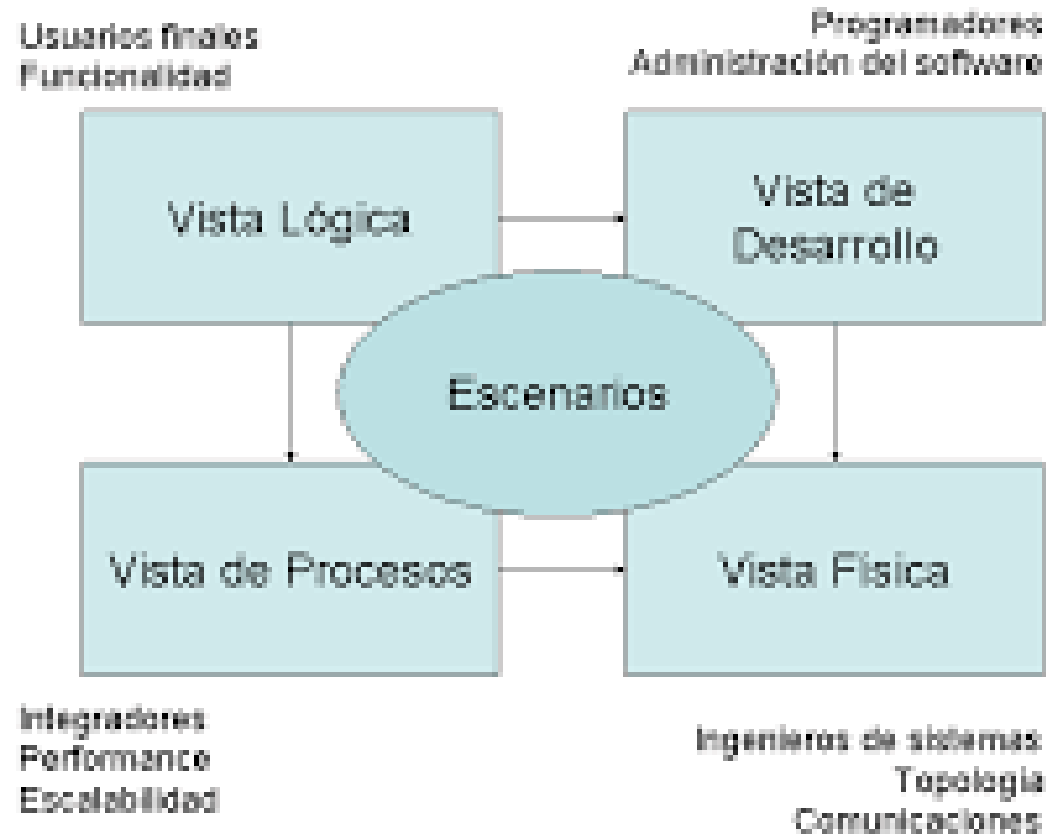 Usuarios finales
Funcionalidad
Programadores
Administración del software
Vista Lógica
Vista de
Desarrollo
Escenarios
Vista de Procesos
Vista Física
Integradores
Performance
Escalabilidad
Ingenieros de sistemas
Topología
Comunicaciones